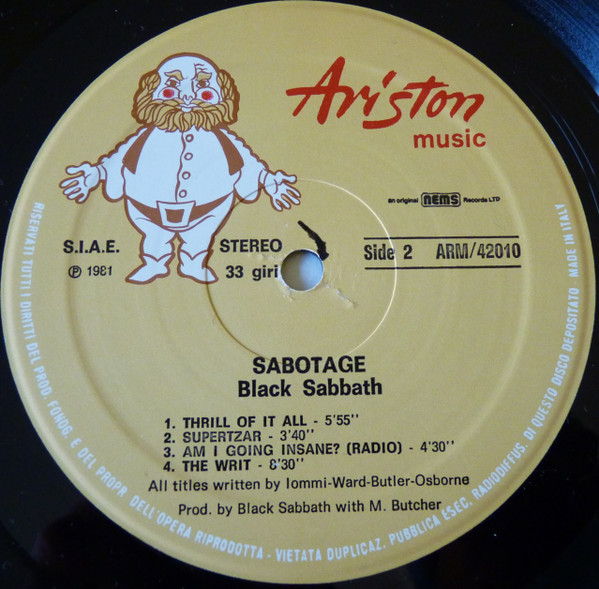 Ariston
music
an original nems Records LTD
S.I.A.E.
℗ 1981
STEREO
33 giri
Side 2 ARM/42010
SABOTAGE
Black Sabbath
1. THRILL OF IT ALL - 5'55''
2. SUPERTZAR - 3'40''
3. AM I GOING INSANE? (RADIO) - 4'30''
4. THE WRIT - 8'30''
All titles written by Iommi-Ward-Butler-Osborne
Prod. by Black Sabbath with M. Butcher
RISERVATI TUTTI I DIRITTI DEL PROD. FONOG. E DEL PROPR. DELL'OPERA RIPRODOTTA - VIETATA DUPLICAZ. PUBBLICA ESEC. RADIODIFFUS. DI QUESTO DISCO DEPOSITATO MADE IN ITALY